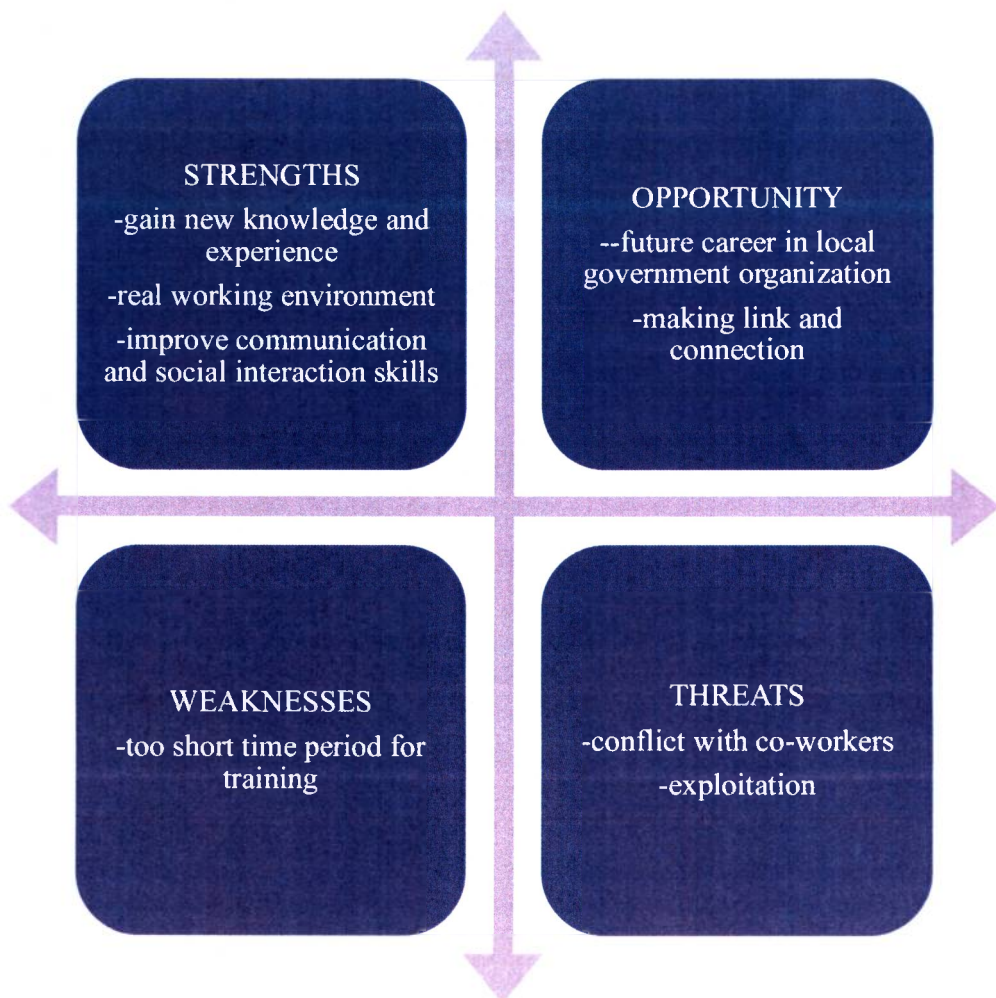 STRENGTHS
-gain new knowledge and
experience
-real working environment
-improve communication
and social interaction skills
OPPORTUNITY
--future career in local
government organization
-making link and
connection
WEAKNESSES
-too short time period for
training
THREATS
-conflict with co-workers
-exploitation